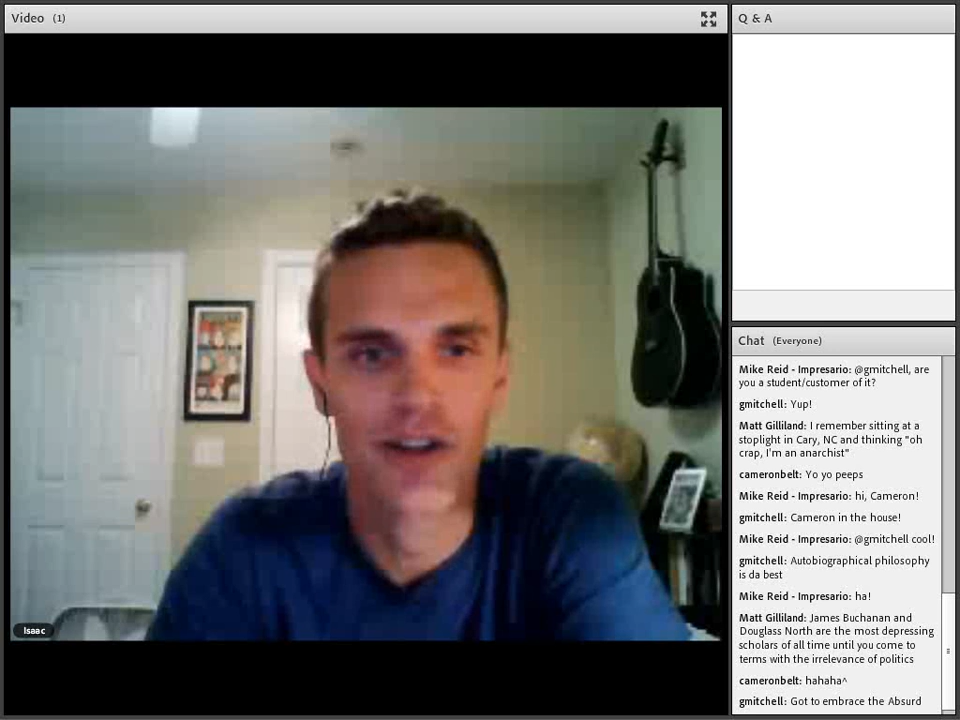 Video (1)
Q & A
Isaac
Chat (Everyone)
Mike Reid - Impresario: @gmitchell, are
you a student/customer of it?
gmitchell: Yup!
Matt Gilliland: I remember sitting at a
stoplight in Cary, NC and thinking "oh
crap, I'm an anarchist"
cameronbelt: Yo yo peeps
Mike Reid - Impresario: hi, Cameron!
gmitchell: Cameron in the house!
Mike Reid - Impresario: @gmitchell cool!
gmitchell: Autobiographical philosophy
is da best
Mike Reid - Impresario: ha!
Matt Gilliland: James Buchanan and
Douglass North are the most depressing
scholars of all time until you come to
terms with the irrelevance of politics
cameronbelt: hahaha^
gmitchell: Got to embrace the Absurd